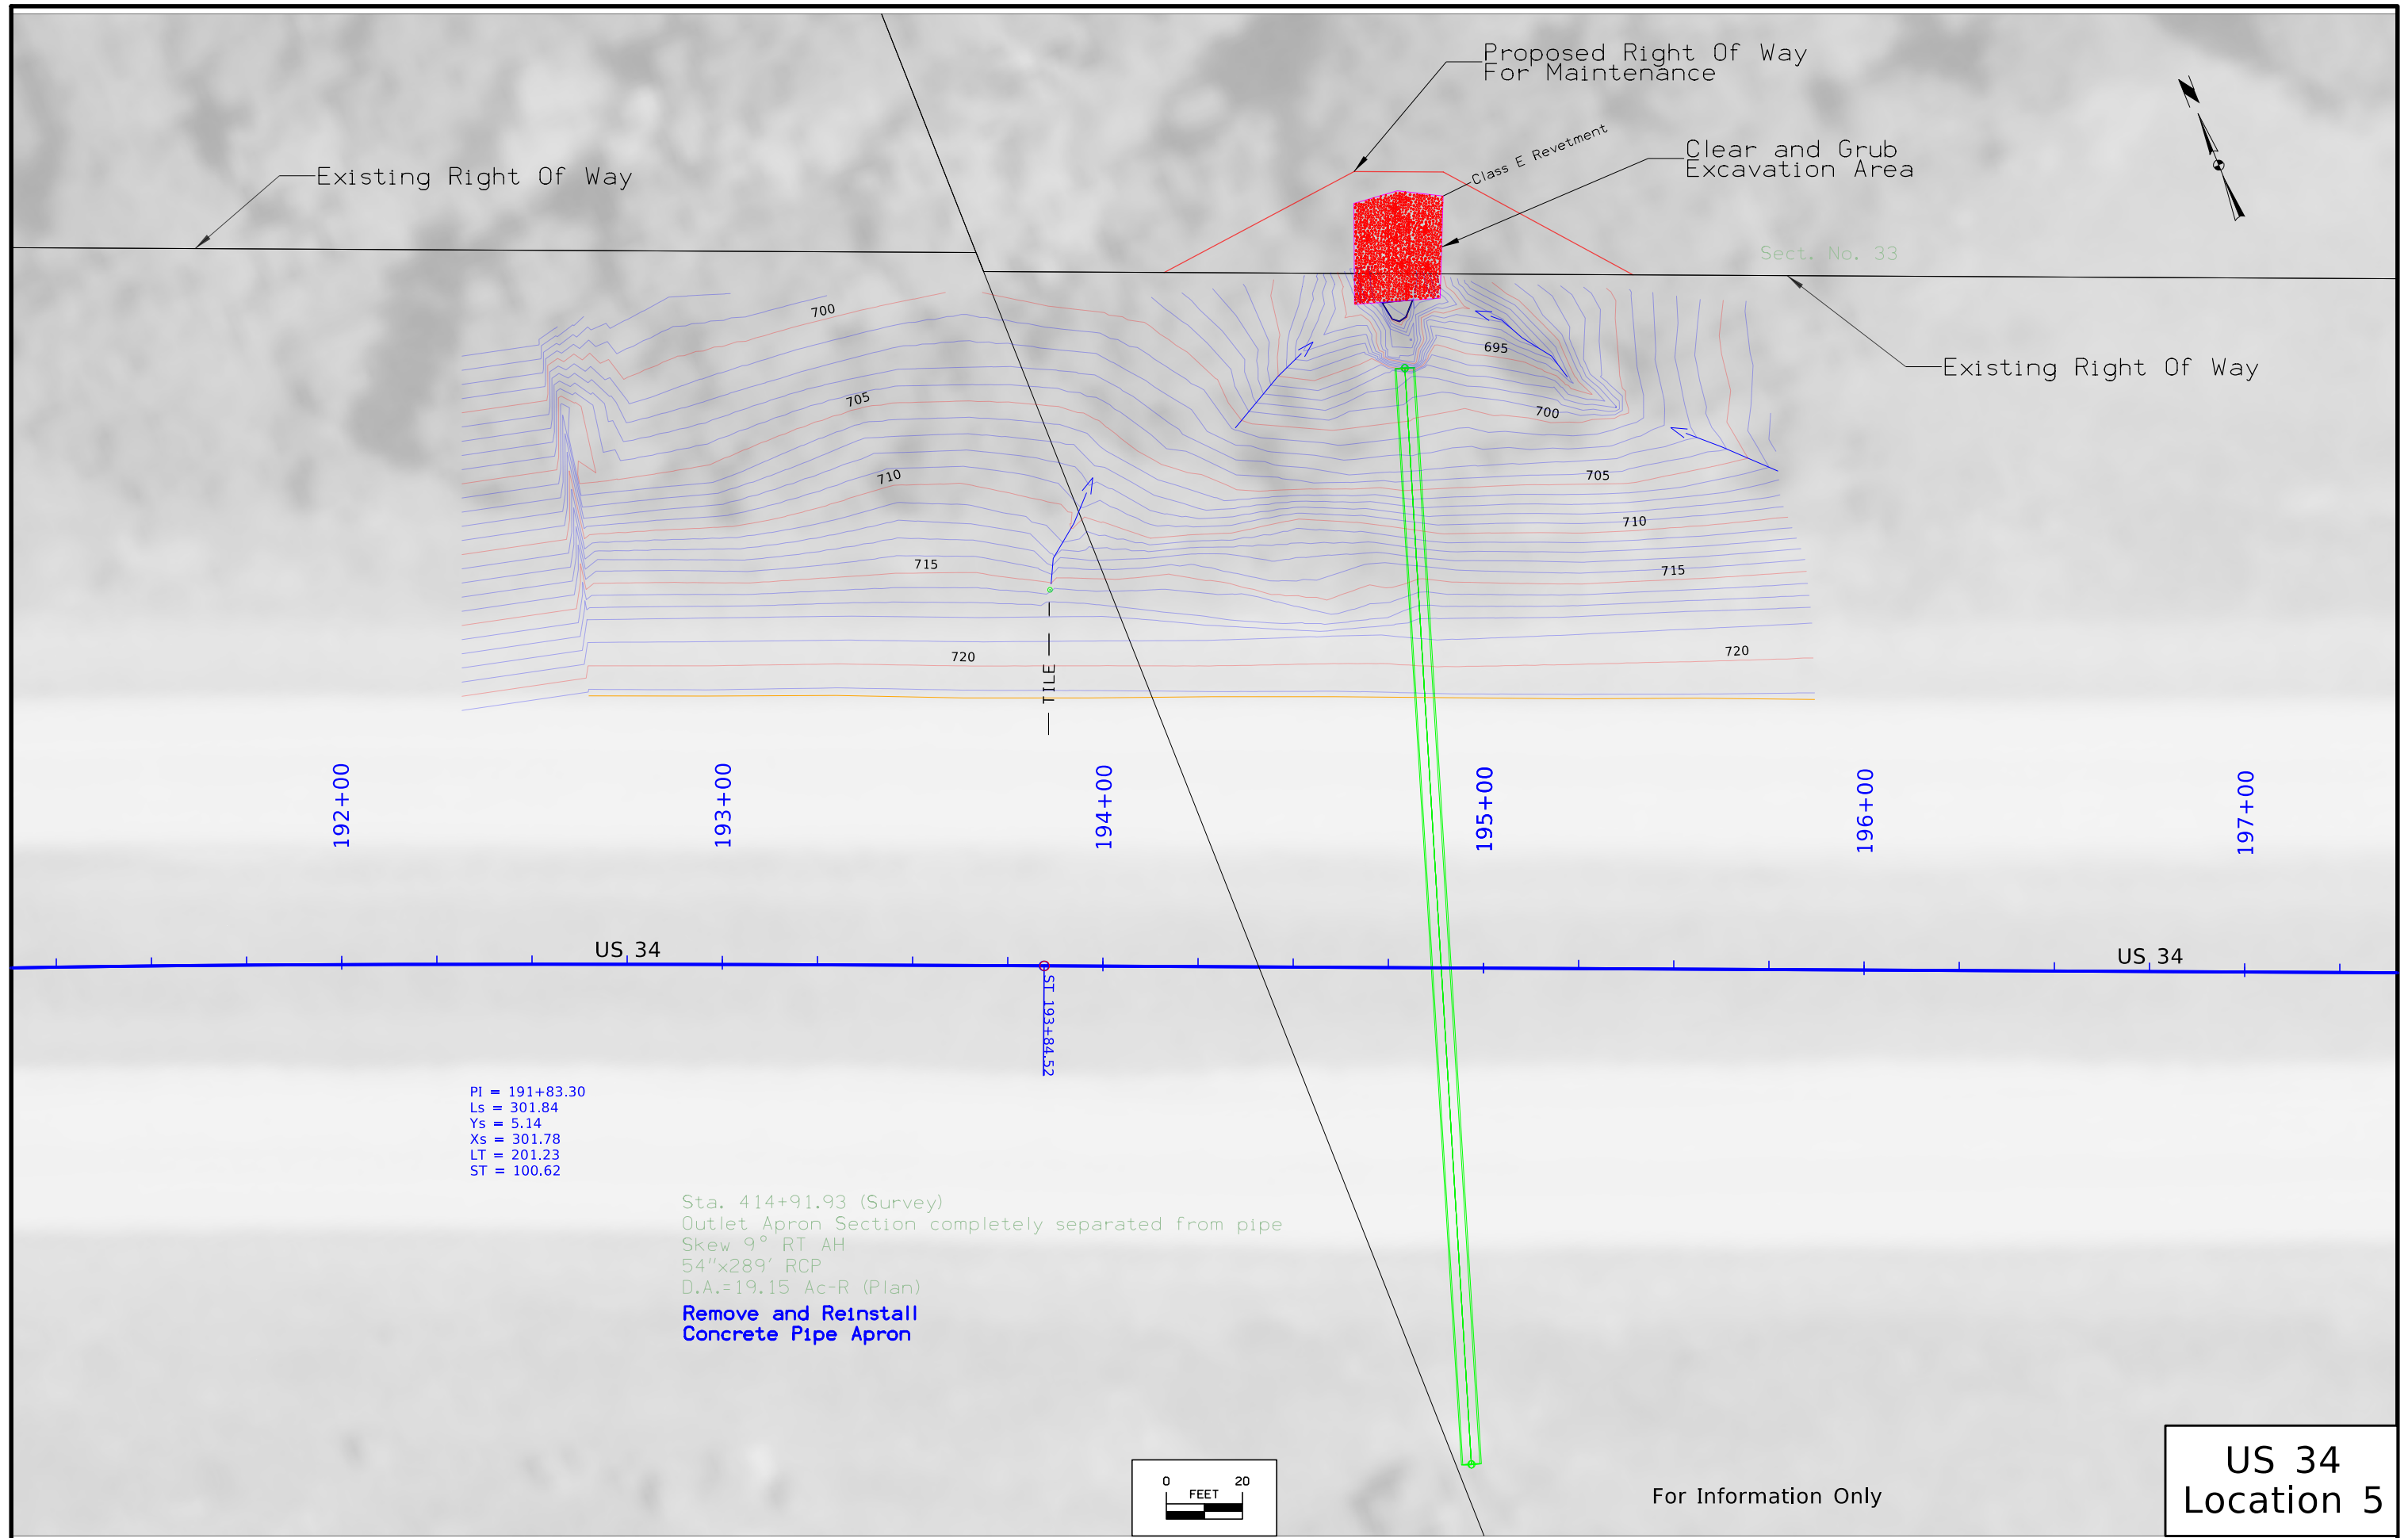 Proposed Right Of Way
For Maintenance
Class E Revetment
Clear and Grub
Excavation Area
Existing Right Of Way
Sect. No. 33
Existing Right Of Way
700
695
705
700
710
705
710
715
715
720
720
TILE
192+00
193+00
194+00
195+00
196+00
197+00
US 34
US 34
ST 193+84.52
PI = 191+83.30
Ls = 301.84
Ys = 5.14
Xs = 301.78
LT = 201.23
ST = 100.62
Sta. 414+91.93 (Survey)
Outlet Apron Section completely separated from pipe
Skew 9° RT AH
54"x289' RCP
D.A.=19.15 Ac-R (Plan)
Remove and Reinstall
Concrete Pipe Apron
0 20
FEET
For Information Only
US 34
Location 5